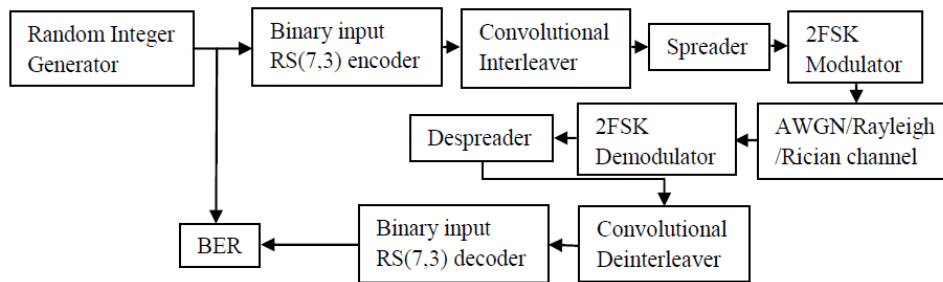 Random Integer
Generator
Binary input
RS(7,3) encoder
Convolutional
Interleaver
Spreader
2FSK
Modulator
AWGN/Rayleigh
/Rician channel
2FSK
Demodulator
Despreader
Convolutional
Deinterleaver
Binary input
RS(7,3) decoder
BER